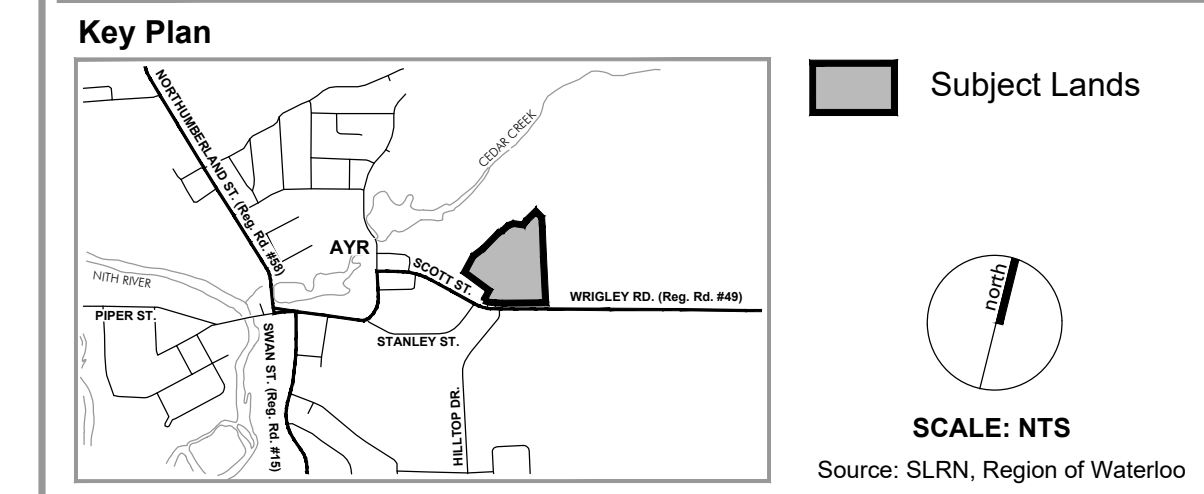 Key Plan
NORTHUMBERLAND ST. (Reg. Rd. #58)
CEDAR CREEK
AYR
SCOTT ST.
NITH RIVER
WRIGLEY RD. (Reg. Rd. #49)
PIPER ST.
STANLEY ST.
SWAN ST. (Reg. Rd. #15)
HILLTOP DR.
Subject Lands
north
SCALE: NTS
Source: SLRN, Region of Waterloo